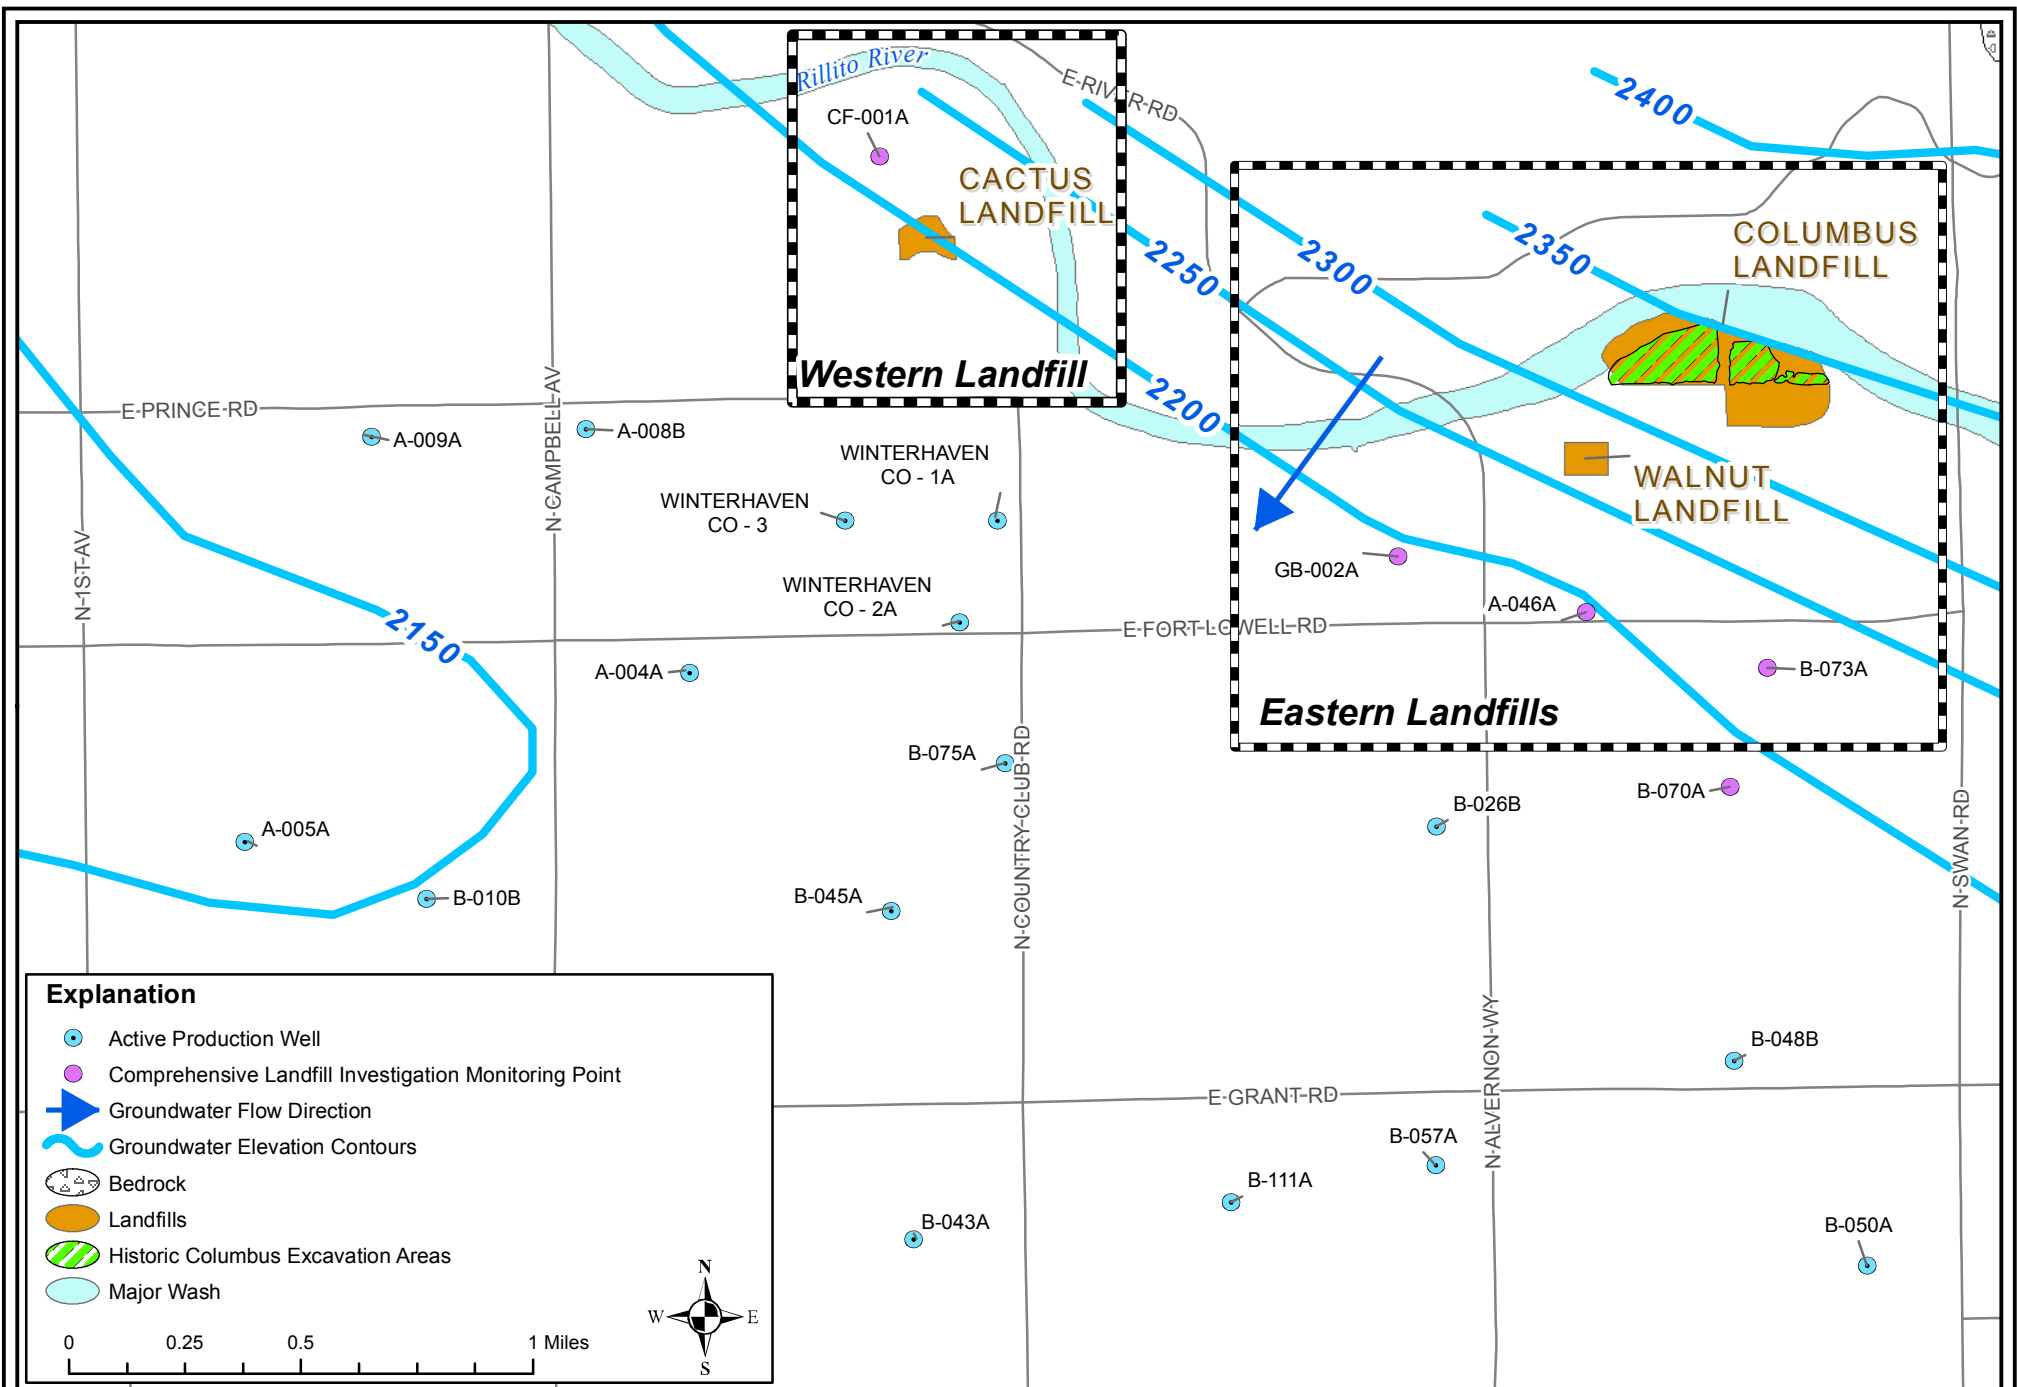 2400
Rillito River
E RIVER RD
CF-001A
CACTUS
LANDFILL
2250
2300
2350
COLUMBUS
LANDFILL
Western Landfill
2200
E PRINCE RD
A-009A
N CAMPBELL AV
A-008B
WINTERHAVEN
CO - 1A
WINTERHAVEN
CO - 3
WALNUT
LANDFILL
N 1ST AV
GB-002A
WINTERHAVEN
CO - 2A
A-046A
2150
E FORT LOWELL RD
A-004A
B-073A
Eastern Landfills
B-075A
N COUNTRY CLUB RD
B-070A
B-026B
N SWAN RD
A-005A
B-010B
B-045A
Explanation
Active Production Well
Comprehensive Landfill Investigation Monitoring Point
Groundwater Flow Direction
Groundwater Elevation Contours
Bedrock
Landfills
Historic Columbus Excavation Areas
Major Wash
0 0.25 0.5 1 Miles
N
W E
S
N ALVERNON WY
B-048B
E GRANT RD
B-057A
B-111A
B-043A
B-050A